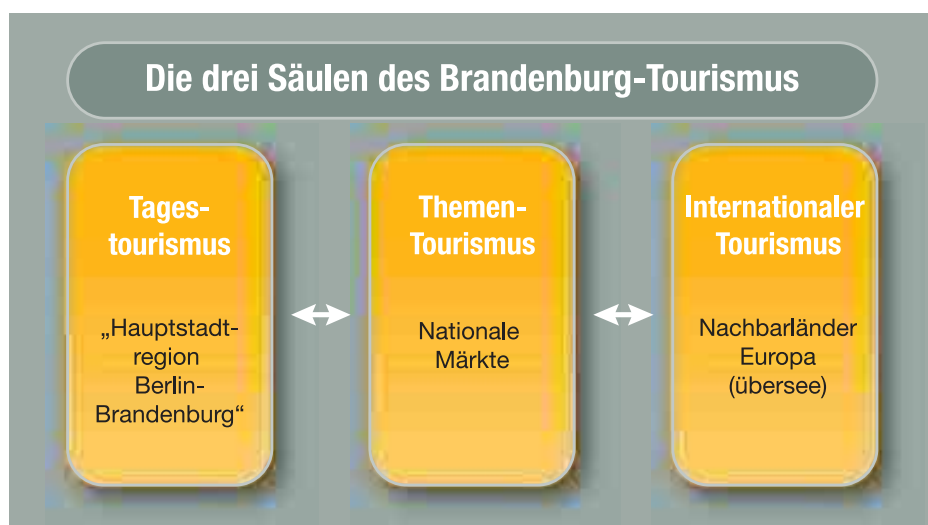 Die drei Säulen des Brandenburg-Tourismus
Tages-
tourismus
„Hauptstadt-
region
Berlin-
Brandenburg“
Themen-
Tourismus
Nationale
Märkte
Internationaler
Tourismus
Nachbarländer
Europa
(übersee)